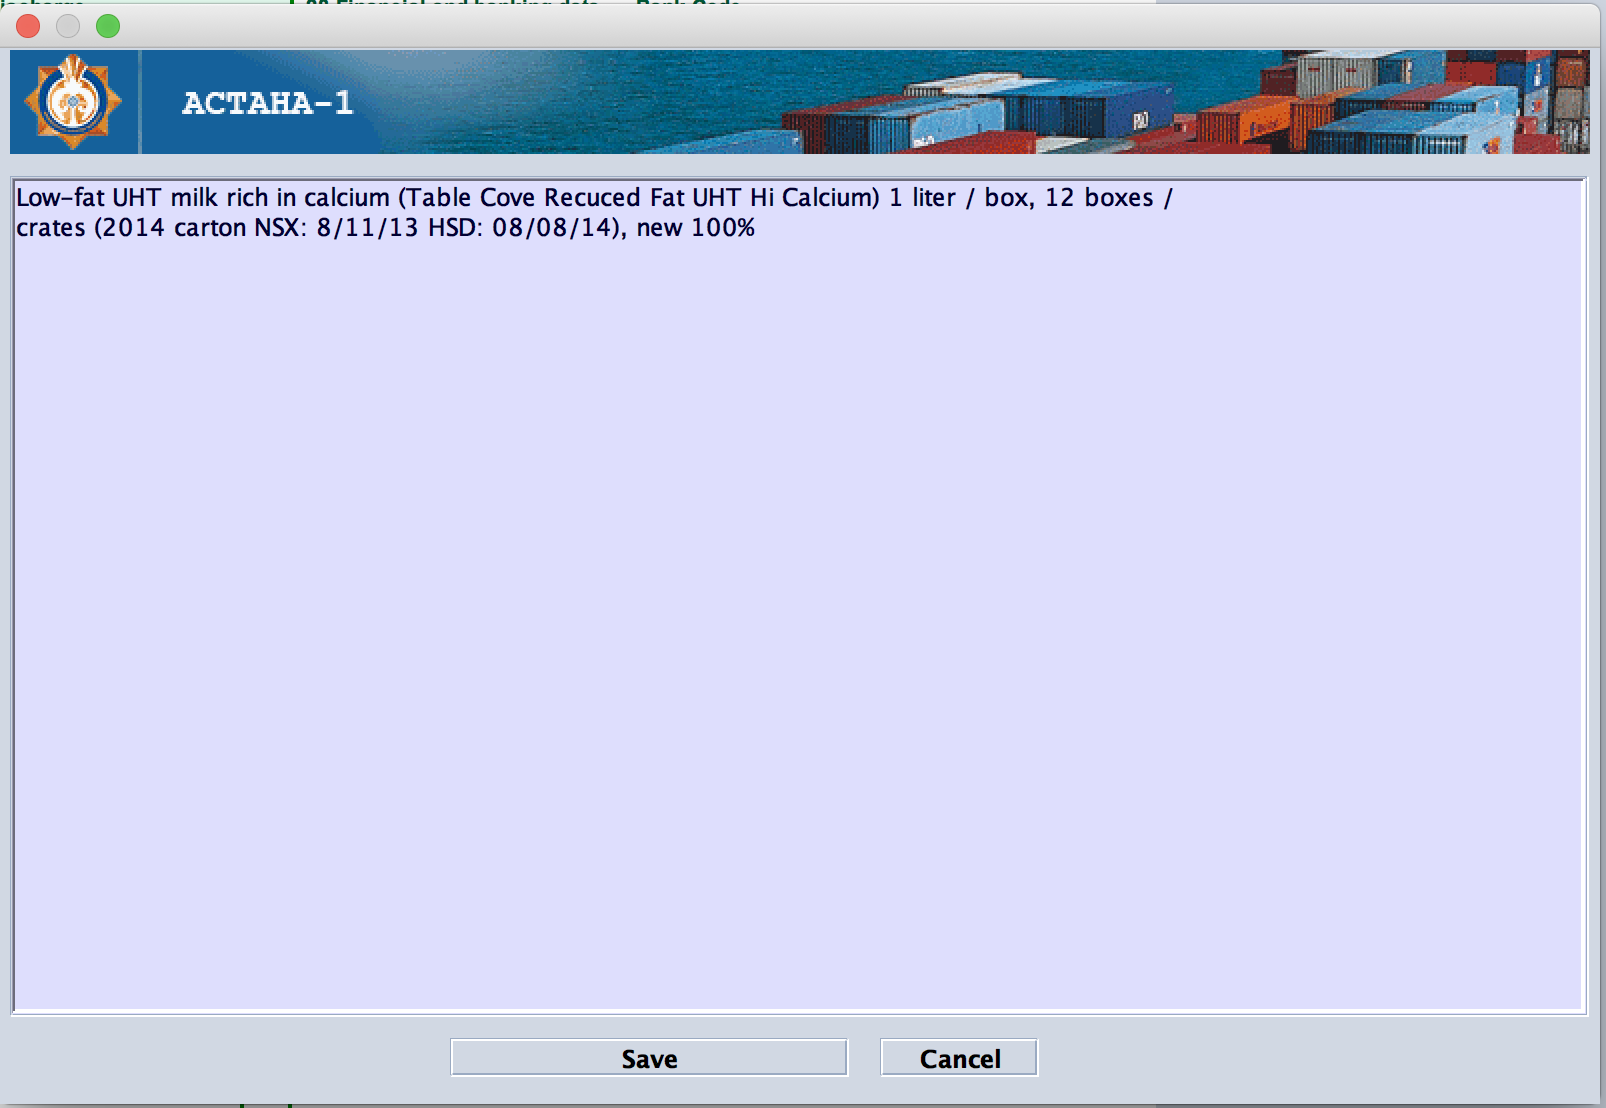 АСТАНА-1
Low-fat UHT milk rich in calcium (Table Cove Recuced Fat UHT Hi Calcium) 1 liter / box, 12 boxes /
crates (2014 carton NSX: 8/11/13 HSD: 08/08/14), new 100%
Save
Cancel